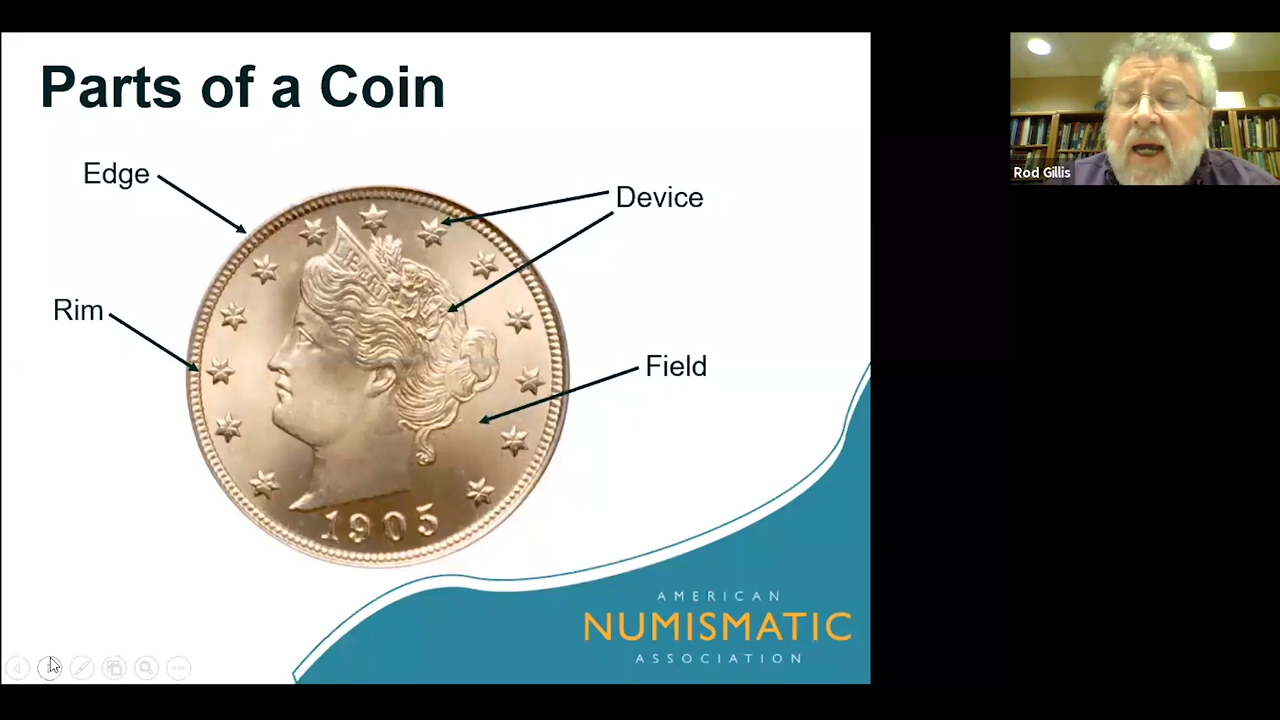 Parts of a Coin
Edge
Device
Rim
Field
LIBERTY
1905
AMERICAN
NUMISMATIC
ASSOCIATION
Rod Gillis